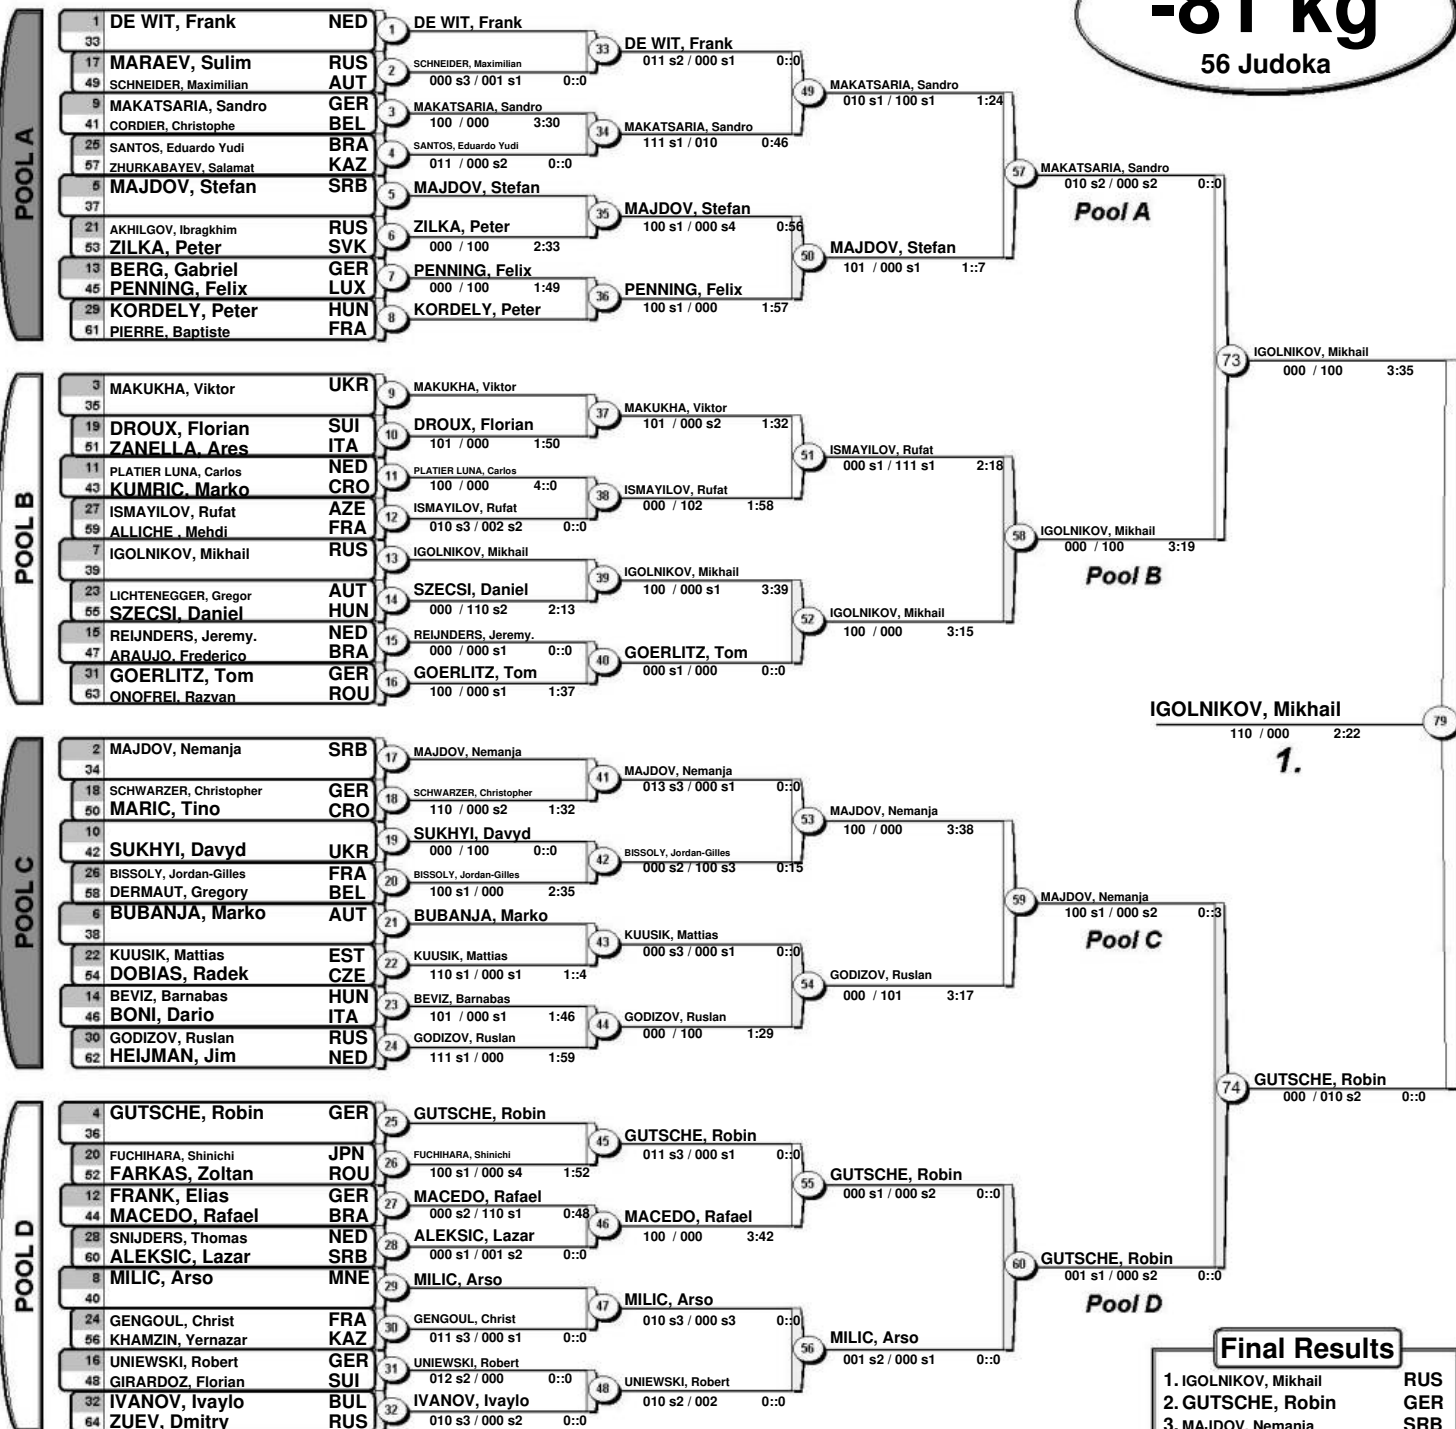 -81 kg
56 Judoka
POOL A
1 DE WIT, Frank NED
33
17 MARAEV, Sulim RUS
49 SCHNEIDER, Maximilian AUT
9 MAKATSARIA, Sandro GER
41 CORDIER, Christophe BEL
25 SANTOS, Eduardo Yudi BRA
57 ZHURKABAYEV, Salamat KAZ
5 MAJDOV, Stefan SRB
37
21 AKHILGOV, Ibragkhim RUS
53 ZILKA, Peter SVK
13 BERG, Gabriel GER
45 PENNING, Felix LUX
29 KORDELY, Peter HUN
61 PIERRE, Baptiste FRA
1 DE WIT, Frank
2 SCHNEIDER, Maximilian
000 s3 / 001 s1 0::0
3 MAKATSARIA, Sandro
100 / 000 3:30
4 SANTOS, Eduardo Yudi
011 / 000 s2 0::0
5 MAJDOV, Stefan
6 ZILKA, Peter
000 / 100 2:33
7 PENNING, Felix
000 / 100 1:49
8 KORDELY, Peter
33 DE WIT, Frank
011 s2 / 000 s1 0::0
34 MAKATSARIA, Sandro
111 s1 / 010 0:46
35 MAJDOV, Stefan
100 s1 / 000 s4 0:56
36 PENNING, Felix
100 s1 / 000 1:57
49 MAKATSARIA, Sandro
010 s1 / 100 s1 1:24
50 MAJDOV, Stefan
101 / 000 s1 1::7
57 MAKATSARIA, Sandro
010 s2 / 000 s2 0::0
Pool A
POOL B
3 MAKUKHA, Viktor UKR
35
19 DROUX, Florian SUI
51 ZANELLA, Ares ITA
11 PLATIER LUNA, Carlos NED
43 KUMRIC, Marko CRO
27 ISMAYILOV, Rufat AZE
59 ALLICHE , Mehdi FRA
7 IGOLNIKOV, Mikhail RUS
39
23 LICHTENEGGER, Gregor AUT
55 SZECSI, Daniel HUN
15 REIJNDERS, Jeremy. NED
47 ARAUJO, Frederico BRA
31 GOERLITZ, Tom GER
63 ONOFREI, Razvan ROU
9 MAKUKHA, Viktor
10 DROUX, Florian
101 / 000 1:50
11 PLATIER LUNA, Carlos
100 / 000 4::0
12 ISMAYILOV, Rufat
010 s3 / 002 s2 0::0
13 IGOLNIKOV, Mikhail
14 SZECSI, Daniel
000 / 110 s2 2:13
15 REIJNDERS, Jeremy.
000 / 000 s1 0::0
16 GOERLITZ, Tom
100 / 000 s1 1:37
37 MAKUKHA, Viktor
101 / 000 s2 1:32
38 ISMAYILOV, Rufat
000 / 102 1:58
39 IGOLNIKOV, Mikhail
100 / 000 s1 3:39
40 GOERLITZ, Tom
000 s1 / 000 0::0
51 ISMAYILOV, Rufat
000 s1 / 111 s1 2:18
52 IGOLNIKOV, Mikhail
100 / 000 3:15
58 IGOLNIKOV, Mikhail
000 / 100 3:19
Pool B
73 IGOLNIKOV, Mikhail
000 / 100 3:35
IGOLNIKOV, Mikhail 79
110 / 000 2:22
1.
POOL C
2 MAJDOV, Nemanja SRB
34
18 SCHWARZER, Christopher GER
50 MARIC, Tino CRO
10
42 SUKHYI, Davyd UKR
26 BISSOLY, Jordan-Gilles FRA
58 DERMAUT, Gregory BEL
6 BUBANJA, Marko AUT
38
22 KUUSIK, Mattias EST
54 DOBIAS, Radek CZE
14 BEVIZ, Barnabas HUN
46 BONI, Dario ITA
30 GODIZOV, Ruslan RUS
62 HEIJMAN, Jim NED
17 MAJDOV, Nemanja
18 SCHWARZER, Christopher
110 / 000 s2 1:32
19 SUKHYI, Davyd
000 / 100 0::0
20 BISSOLY, Jordan-Gilles
100 s1 / 000 2:35
21 BUBANJA, Marko
22 KUUSIK, Mattias
110 s1 / 000 s1 1::4
23 BEVIZ, Barnabas
101 / 000 s1 1:46
24 GODIZOV, Ruslan
111 s1 / 000 1:59
41 MAJDOV, Nemanja
013 s3 / 000 s1 0::0
42 BISSOLY, Jordan-Gilles
000 s2 / 100 s3 0:15
43 KUUSIK, Mattias
000 s3 / 000 s1 0::0
44 GODIZOV, Ruslan
000 / 100 1:29
53 MAJDOV, Nemanja
100 / 000 3:38
54 GODIZOV, Ruslan
000 / 101 3:17
59 MAJDOV, Nemanja
100 s1 / 000 s2 0::3
Pool C
POOL D
4 GUTSCHE, Robin GER
36
20 FUCHIHARA, Shinichi JPN
52 FARKAS, Zoltan ROU
12 FRANK, Elias GER
44 MACEDO, Rafael BRA
28 SNIJDERS, Thomas NED
60 ALEKSIC, Lazar SRB
8 MILIC, Arso MNE
40
24 GENGOUL, Christ FRA
56 KHAMZIN, Yernazar KAZ
16 UNIEWSKI, Robert GER
48 GIRARDOZ, Florian SUI
32 IVANOV, Ivaylo BUL
64 ZUEV, Dmitry RUS
25 GUTSCHE, Robin
26 FUCHIHARA, Shinichi
100 s1 / 000 s4 1:52
27 MACEDO, Rafael
000 s2 / 110 s1 0:48
28 ALEKSIC, Lazar
000 s1 / 001 s2 0::0
29 MILIC, Arso
30 GENGOUL, Christ
011 s3 / 000 s1 0::0
31 UNIEWSKI, Robert
012 s2 / 000 0::0
32 IVANOV, Ivaylo
010 s3 / 000 s2 0::0
45 GUTSCHE, Robin
011 s3 / 000 s1 0::0
46 MACEDO, Rafael
100 / 000 3:42
47 MILIC, Arso
010 s3 / 000 s3 0::0
48 UNIEWSKI, Robert
010 s2 / 002 0::0
55 GUTSCHE, Robin
000 s1 / 000 s2 0::0
56 MILIC, Arso
001 s2 / 000 s1 0::0
60 GUTSCHE, Robin
001 s1 / 000 s2 0::0
Pool D
74 GUTSCHE, Robin
000 / 010 s2 0::0
Final Results
1. IGOLNIKOV, Mikhail RUS
2. GUTSCHE, Robin GER
3. MAJDOV, Nemanja SRB